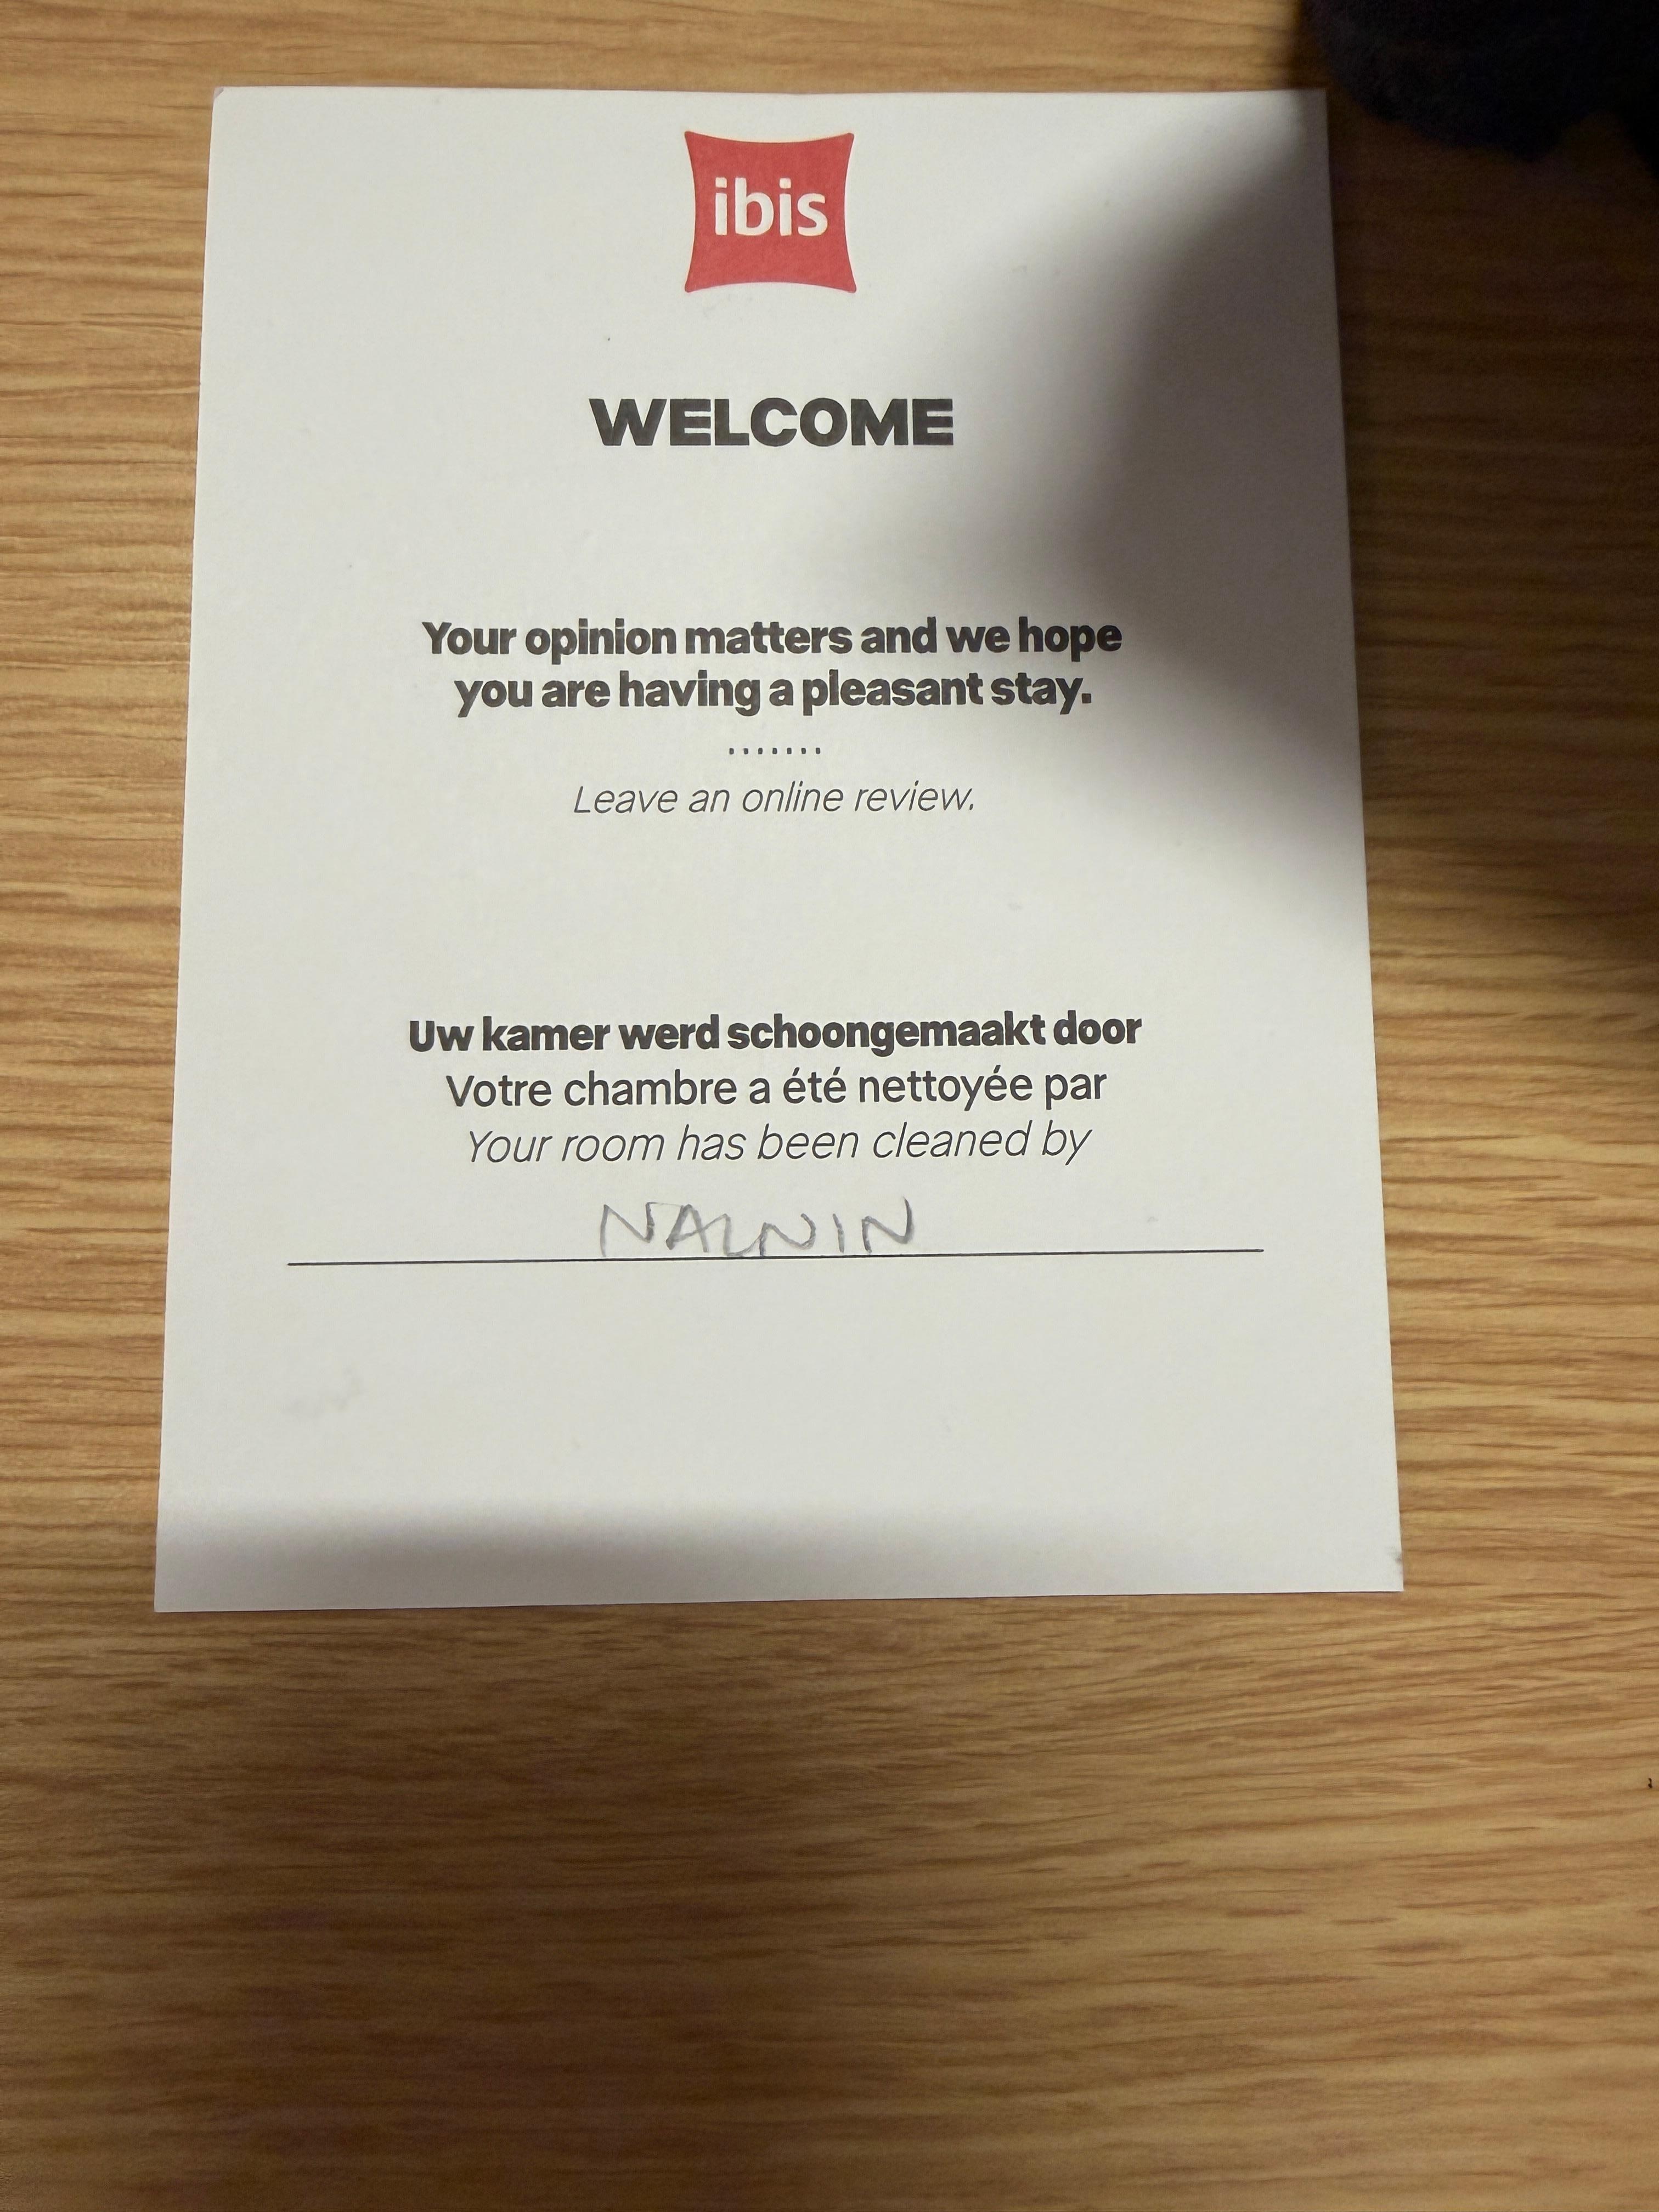 ibis
WELCOME
Your opinion matters and we hope
you are having a pleasant stay.
.......
Leave an online review.
Uw kamer werd schoongemaakt door
Votre chambre a été nettoyée par
Your room has been cleaned by
NALNIN